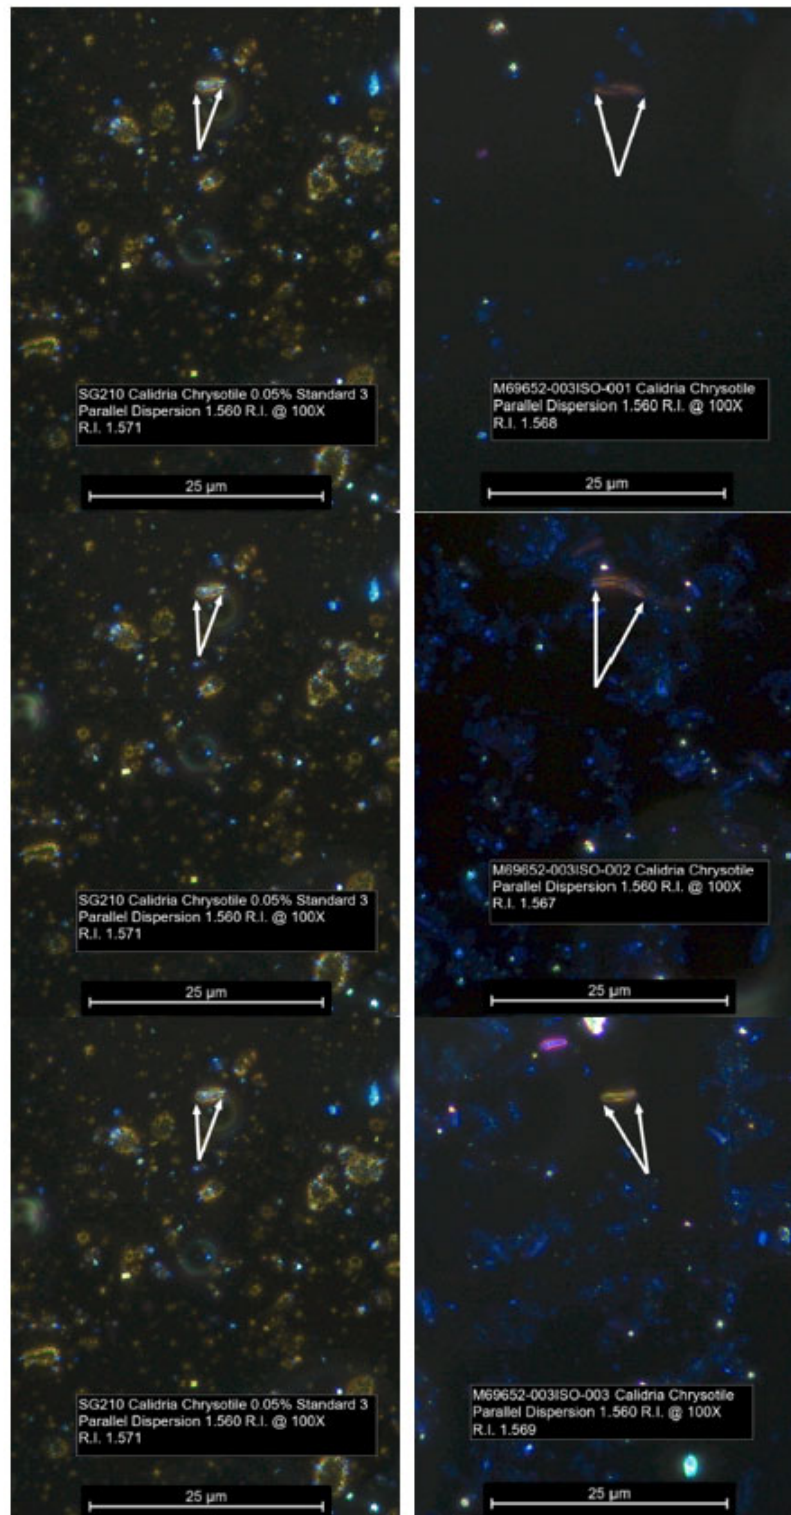 SG210 Calidria Chrysotile 0.05% Standard 3
Parallel Dispersion 1.560 R.I. @ 100X
R.I. 1.571
25 µm
M69652-003ISO-001 Calidria Chrysotile
Parallel Dispersion 1.560 R.I. @ 100X
R.I. 1.568
25 µm
SG210 Calidria Chrysotile 0.05% Standard 3
Parallel Dispersion 1.560 R.I. @ 100X
R.I. 1.571
25 µm
M69652-003ISO-002 Calidria Chrysotile
Parallel Dispersion 1.560 R.I. @ 100X
R.I. 1.567
25 µm
SG210 Calidria Chrysotile 0.05% Standard 3
Parallel Dispersion 1.560 R.I. @ 100X
R.I. 1.571
25 µm
M69652-003ISO-003 Calidria Chrysotile
Parallel Dispersion 1.560 R.I. @ 100X
R.I. 1.569
25 µm